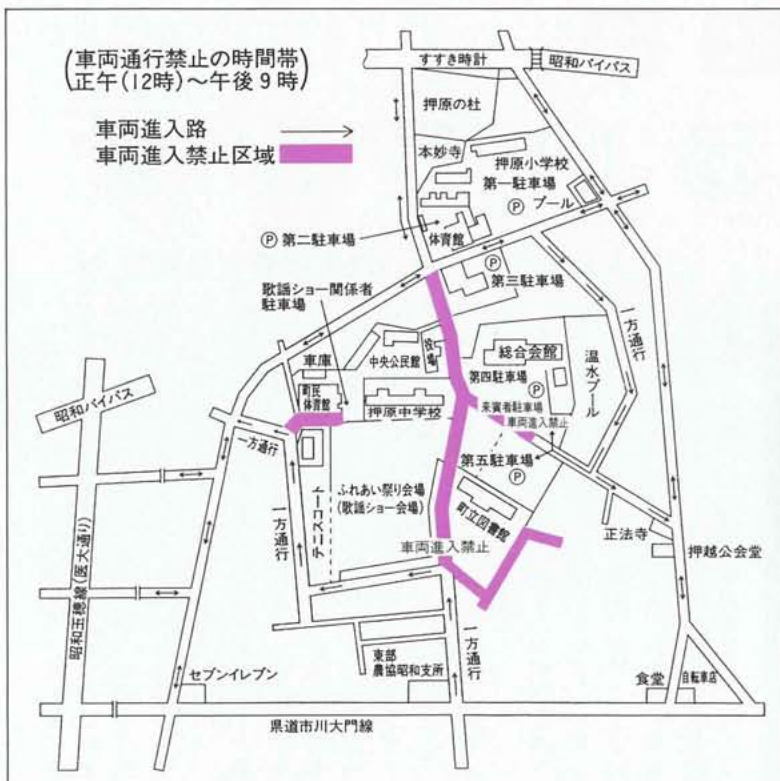 (車両通行禁止の時間帯
正午(12時)～午後9時)
車両進入路
車両進入禁止区域
すすき時計
昭和バイパス
押原の杜
本妙寺
押原小学校
第一駐車場
Ⓟ プール
Ⓟ 第二駐車場
体育館
Ⓟ
第三駐車場
歌謡ショー関係者
駐車場
一方通行
車庫
中央公民館
役場
総合会館
温水プール
第四駐車場
Ⓟ
町民
体育館
押原中学校
来賓者駐車場
車両進入禁止
昭和バイパス
一方通行
第五駐車場
Ⓟ
ふれあい祭り会場
(歌謡ショー会場)
テニスコート
一方通行
町立図書館
車両進入禁止
正法寺
押越公会堂
昭和玉穂線(医大通り)
一方通行
東部
農協昭和支所
セブンイレブン
食堂
自転車店
県道市川大門線